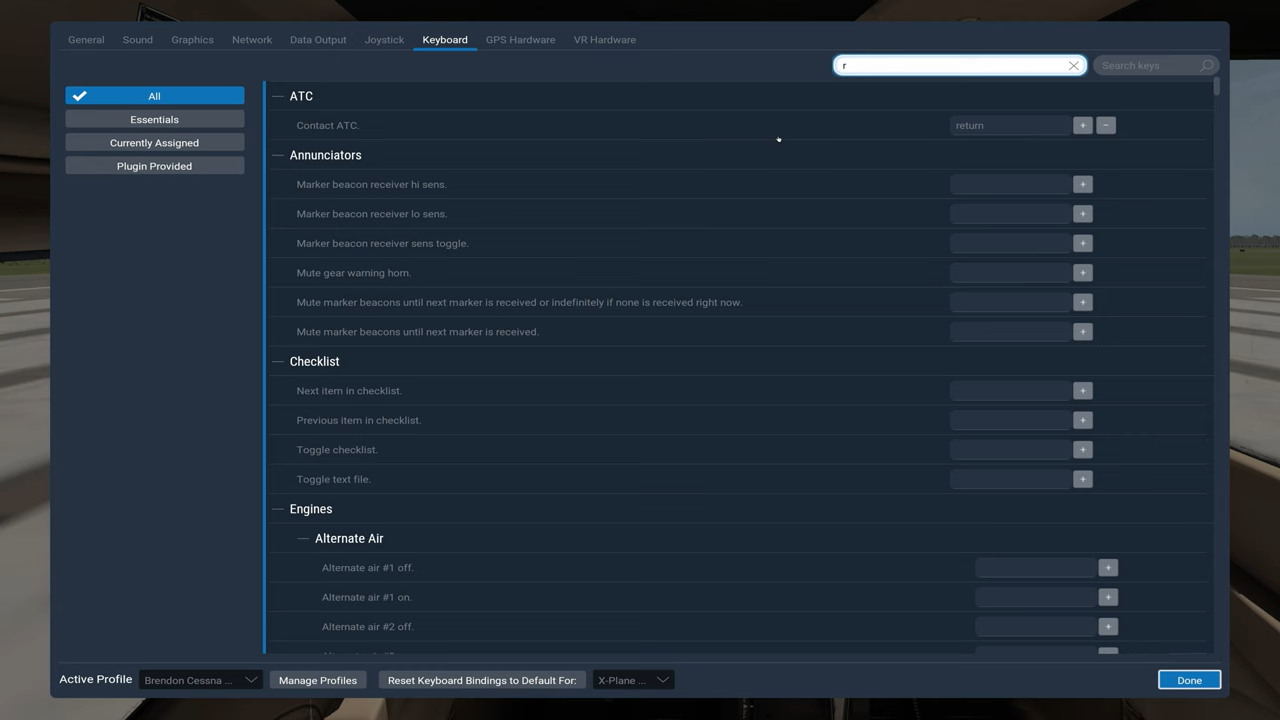 General Sound Graphics Network Data Output Joystick Keyboard GPS Hardware VR Hardware
r Search keys
All
Essentials
Currently Assigned
Plugin Provided
ATC
Contact ATC. return + −
Annunciators
Marker beacon receiver hi sens. +
Marker beacon receiver lo sens. +
Marker beacon receiver sens toggle. +
Mute gear warning horn. +
Mute marker beacons until next marker is received or indefinitely if none is received right now. +
Mute marker beacons until next marker is received. +
Checklist
Next item in checklist. +
Previous item in checklist. +
Toggle checklist. +
Toggle text file. +
Engines
Alternate Air
Alternate air #1 off. +
Alternate air #1 on. +
Alternate air #2 off. +
Active Profile Brendon Cessna ... Manage Profiles Reset Keyboard Bindings to Default For: X-Plane ... Done